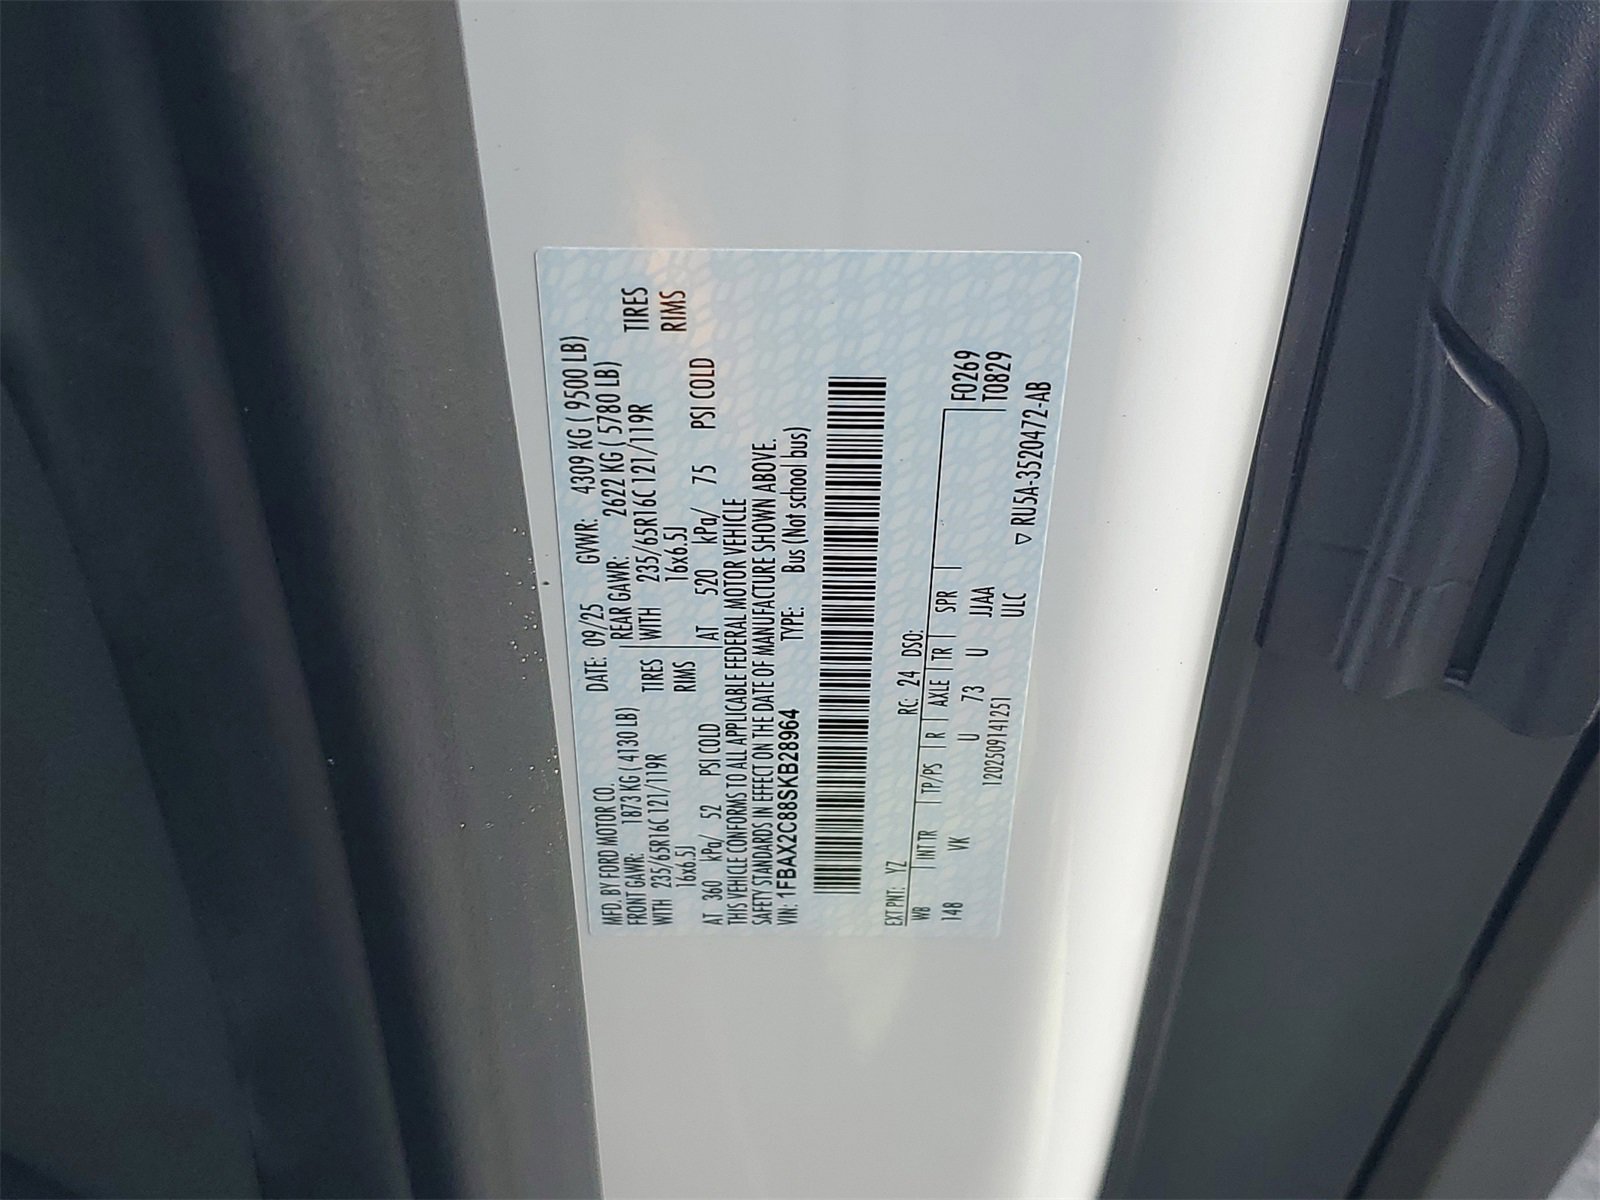 MFD. BY FORD MOTOR CO.
DATE: 09/25 GVWR: 4309 KG ( 9500 LB)
FRONT GAWR: 1873 KG ( 4130 LB)
REAR GAWR: 2622 KG ( 5780 LB)
WITH 235/65R16C 121/119R TIRES
WITH 235/65R16C 121/119R TIRES
16x6.5J RIMS
16x6.5J RIMS
AT 360 kPa/ 52 PSI COLD
AT 520 kPa/ 75 PSI COLD
THIS VEHICLE CONFORMS TO ALL APPLICABLE FEDERAL MOTOR VEHICLE
SAFETY STANDARDS IN EFFECT ON THE DATE OF MANUFACTURE SHOWN ABOVE.
VIN: 1FBAX2C88SKB28964 TYPE: Bus (Not school bus)
EXT PNT: YZ RC: 24 DSO: F0269
WB INT TR TP/PS R AXLE TR SPR T0829
148 VK U 73 U JJAA
1202509141251 ULC
▽ RU5A-3520472-AB